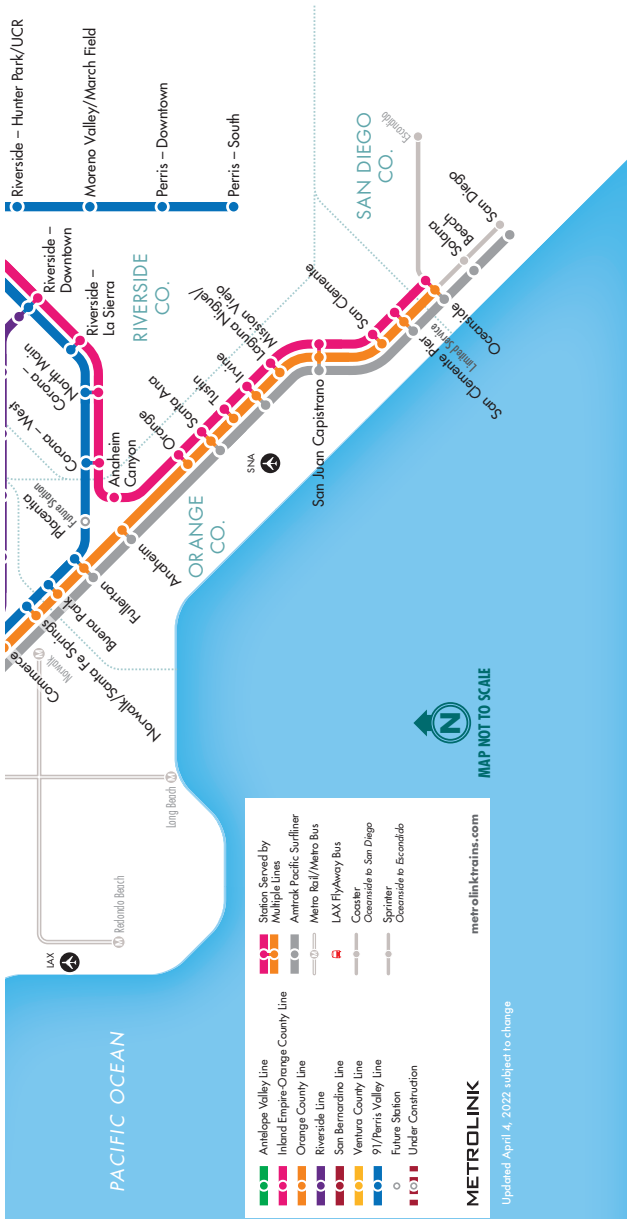 Riverside – Hunter Park/UCR
Moreno Valley/March Field
Perris – Downtown
Perris – South
Riverside –
Downtown
Riverside –
La Sierra
RIVERSIDE
CO.
SAN DIEGO
CO.
Escondido
San Diego
Solana
Beach
Oceanside
San Clemente Pier
Limited Service
San Clemente
San Juan Capistrano
Laguna Niguel/
Mission Viejo
Irvine
Tustin
Santa Ana
Orange
SNA
Corona –
North Main
Corona – West
Anaheim
Canyon
Placentia
Future Station
ORANGE
CO.
Anaheim
Fullerton
Buena Park
Norwalk/Santa Fe Springs
Commerce
M
Norwalk
Long Beach M
M Redondo Beach
LAX
PACIFIC OCEAN
N
MAP NOT TO SCALE
Antelope Valley Line
Inland Empire-Orange County Line
Orange County Line
Riverside Line
San Bernardino Line
Ventura County Line
91/Perris Valley Line
Future Station
Under Construction
Station Served by
Multiple Lines
Amtrak Pacific Surfliner
M Metro Rail/Metro Bus
LAX FlyAway Bus
Coaster
Oceanside to San Diego
Sprinter
Oceanside to Escondido
METROLINK
metrolinktrains.com
Updated April 4, 2022 subject to change